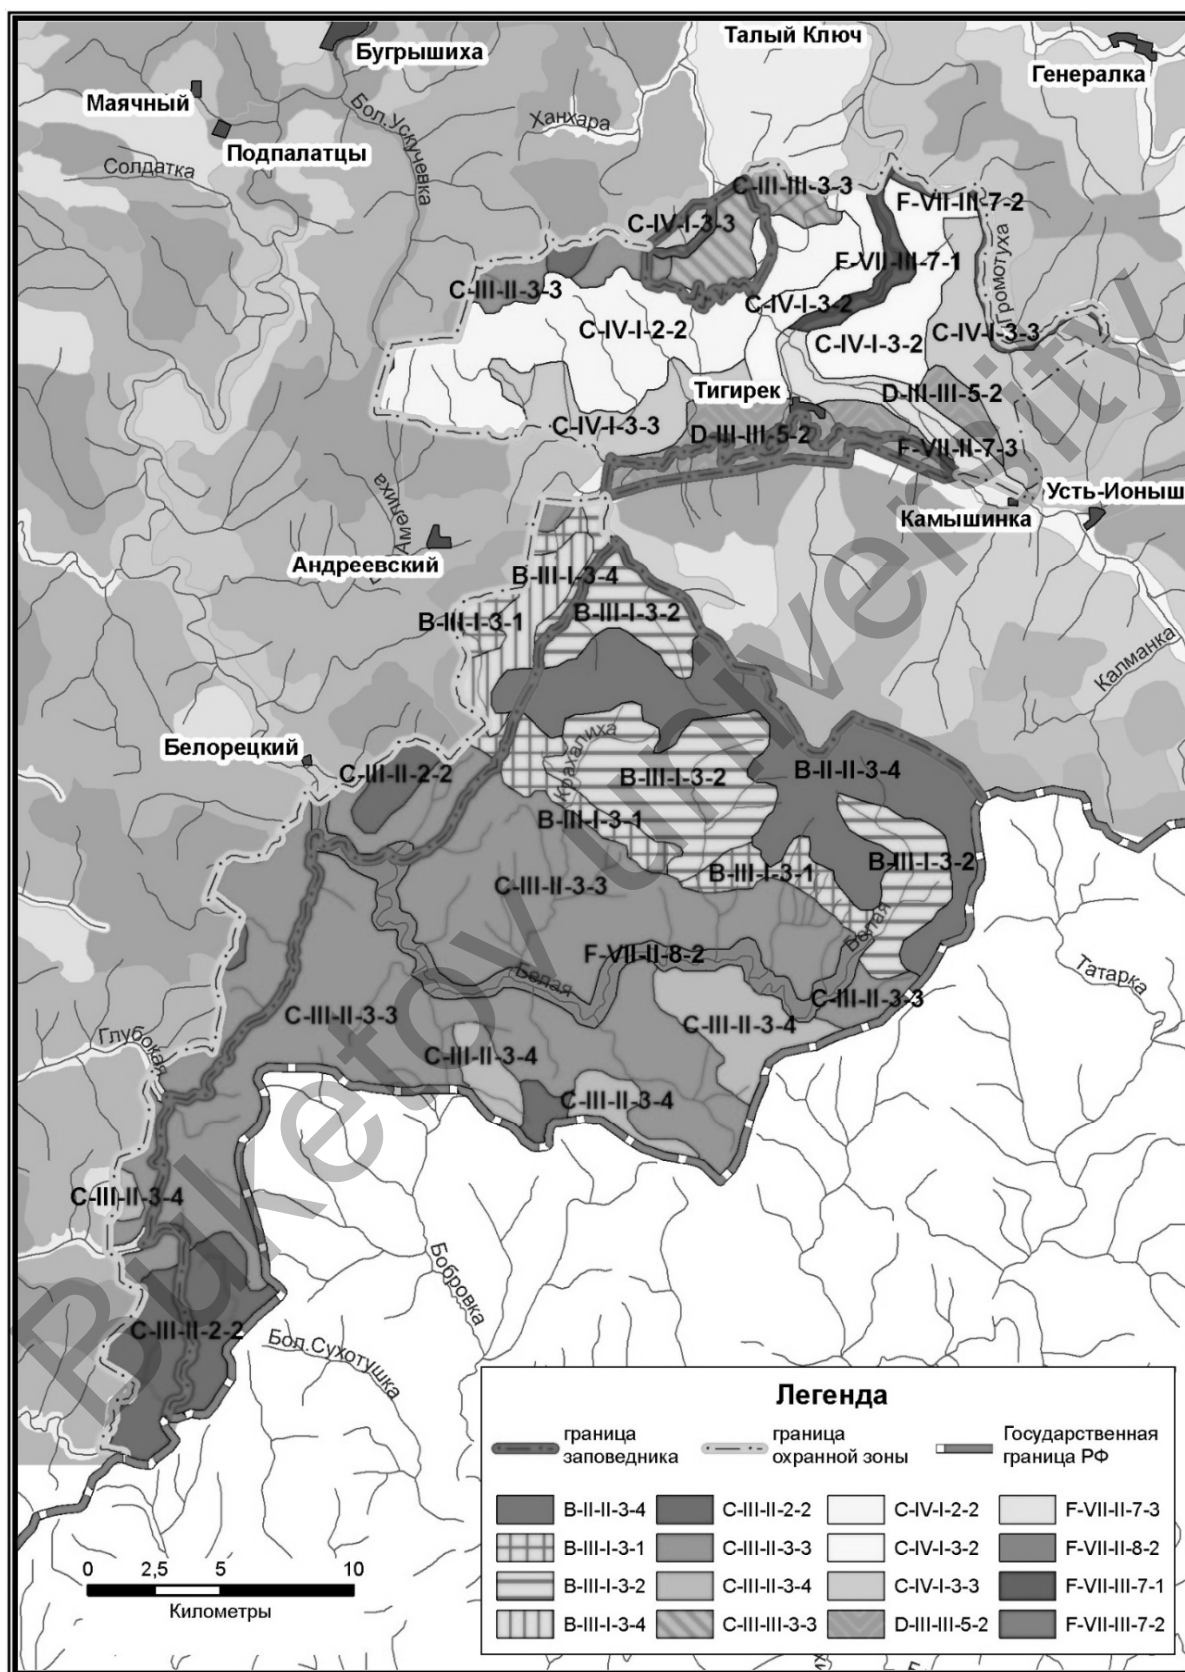 Бугрышиха
Талый Ключ
Генералка
Маячный
Бол.Ускучевка
Ханхара
Подпалатцы
Солдатка
C-III-III-3-3
F-VII-III-7-2
C-IV-I-3-3
Громотуха
F-VII-III-7-1
C-III-II-3-3
C-IV-I-3-2
C-IV-I-2-2
C-IV-I-3-2
C-IV-I-3-3
Тигирек
D-III-III-5-2
C-IV-I-3-3
D-III-III-5-2
F-VII-II-7-3
Усть-Ионыш
Камышинка
Амелиха
Андреевский
B-III-I-3-4
B-III-I-3-2
B-III-I-3-1
Калманка
Белорецкий
Крахалиха
C-III-II-2-2
B-III-I-3-2
B-II-II-3-4
B-III-I-3-1
B-III-I-3-1
B-III-I-3-2
C-III-II-3-3
Белая
F-VII-II-8-2
Белая
Татарка
C-III-II-3-3
C-III-II-3-3
C-III-II-3-4
Глубокая
C-III-II-3-4
C-III-II-3-4
C-III-II-3-4
Бобровка
C-III-II-2-2
Бол.Сухотушка
Buketov University
Легенда
граница
заповедника
граница
охранной зоны
Государственная
граница РФ
B-II-II-3-4 C-III-II-2-2 C-IV-I-2-2 F-VII-II-7-3
B-III-I-3-1 C-III-II-3-3 C-IV-I-3-2 F-VII-II-8-2
B-III-I-3-2 C-III-II-3-4 C-IV-I-3-3 F-VII-III-7-1
B-III-I-3-4 C-III-III-3-3 D-III-III-5-2 F-VII-III-7-2
0 2,5 5 10
Километры